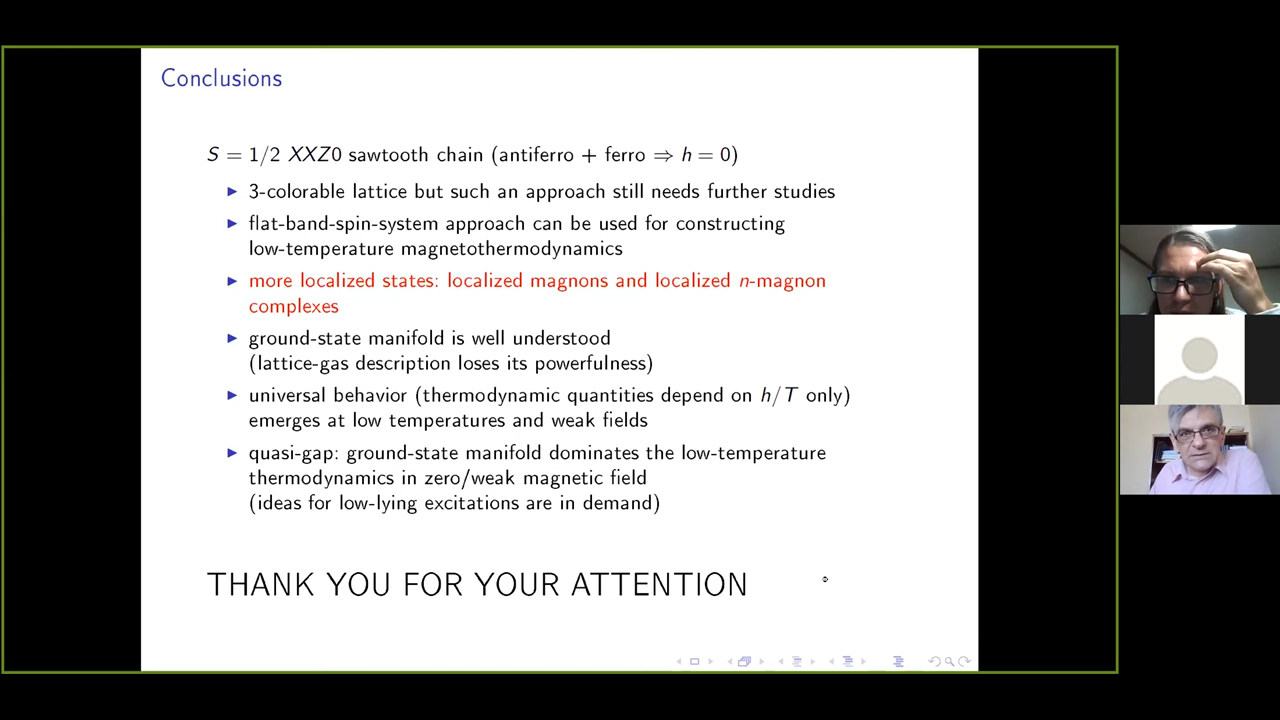 Conclusions
S = 1/2 XXZ0 sawtooth chain (antiferro + ferro ⇒ h = 0)
▶ 3-colorable lattice but such an approach still needs further studies
▶ flat-band-spin-system approach can be used for constructing
low-temperature magnetothermodynamics
▶ more localized states: localized magnons and localized n-magnon
complexes
▶ ground-state manifold is well understood
(lattice-gas description loses its powerfulness)
▶ universal behavior (thermodynamic quantities depend on h/T only)
emerges at low temperatures and weak fields
▶ quasi-gap: ground-state manifold dominates the low-temperature
thermodynamics in zero/weak magnetic field
(ideas for low-lying excitations are in demand)
THANK YOU FOR YOUR ATTENTION